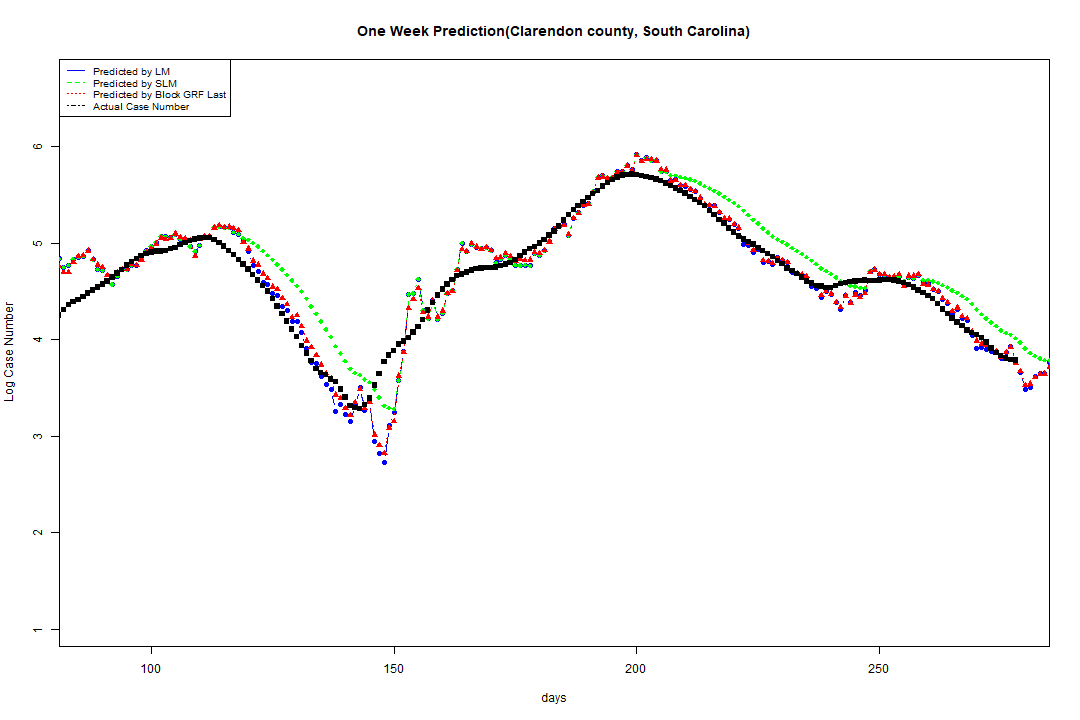 One Week Prediction(Clarendon county, South Carolina)
Predicted by LM
Predicted by SLM
Predicted by Block GRF Last
Actual Case Number
6
5
4
3
2
1
Log Case Number
100
150
200
250
days